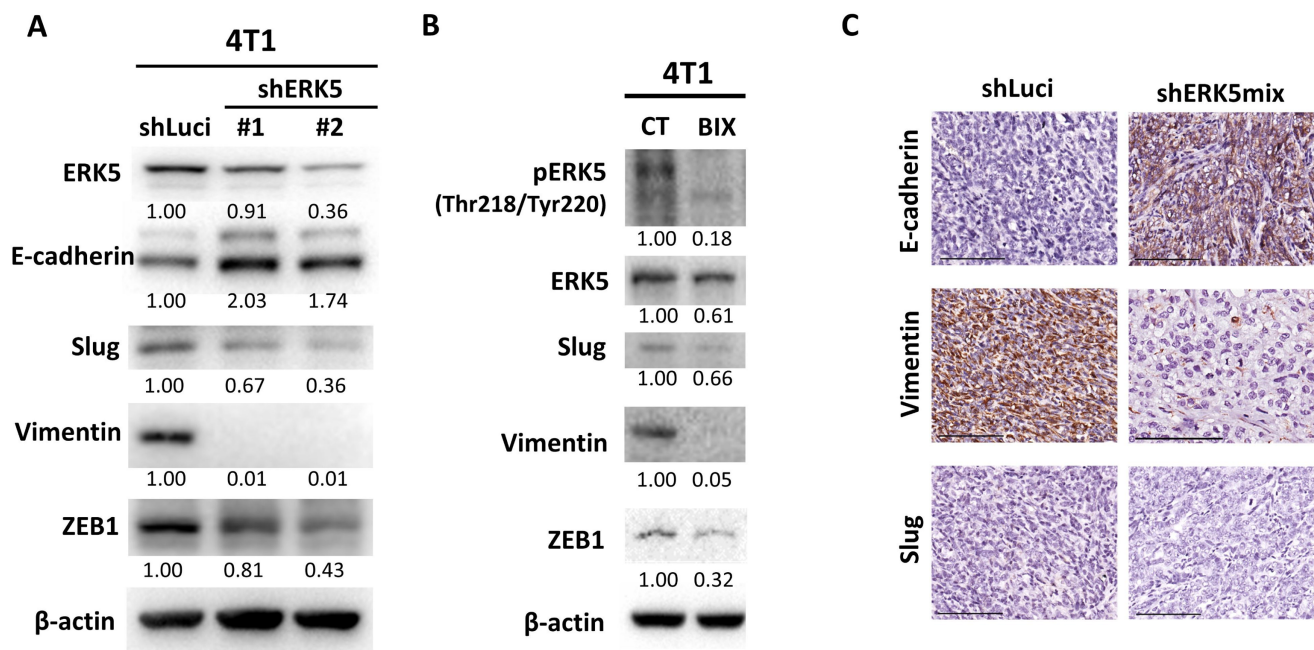 A
4T1
shERK5
shLuci #1 #2
ERK5
1.00 0.91 0.36
E-cadherin
1.00 2.03 1.74
Slug
1.00 0.67 0.36
Vimentin
1.00 0.01 0.01
ZEB1
1.00 0.81 0.43
β-actin
B
4T1
CT BIX
pERK5
(Thr218/Tyr220)
1.00 0.18
ERK5
1.00 0.61
Slug
1.00 0.66
Vimentin
1.00 0.05
ZEB1
1.00 0.32
β-actin
C
shLuci shERK5mix
E-cadherin
Vimentin
Slug